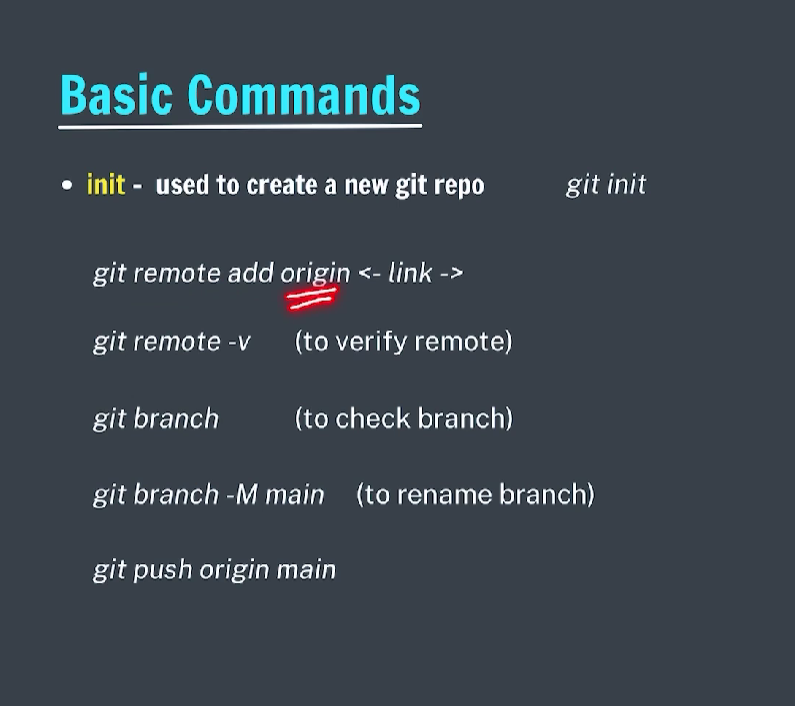 Basic Commands
• init - used to create a new git repo git init
git remote add origin <- link ->
git remote -v (to verify remote)
git branch (to check branch)
git branch -M main (to rename branch)
git push origin main